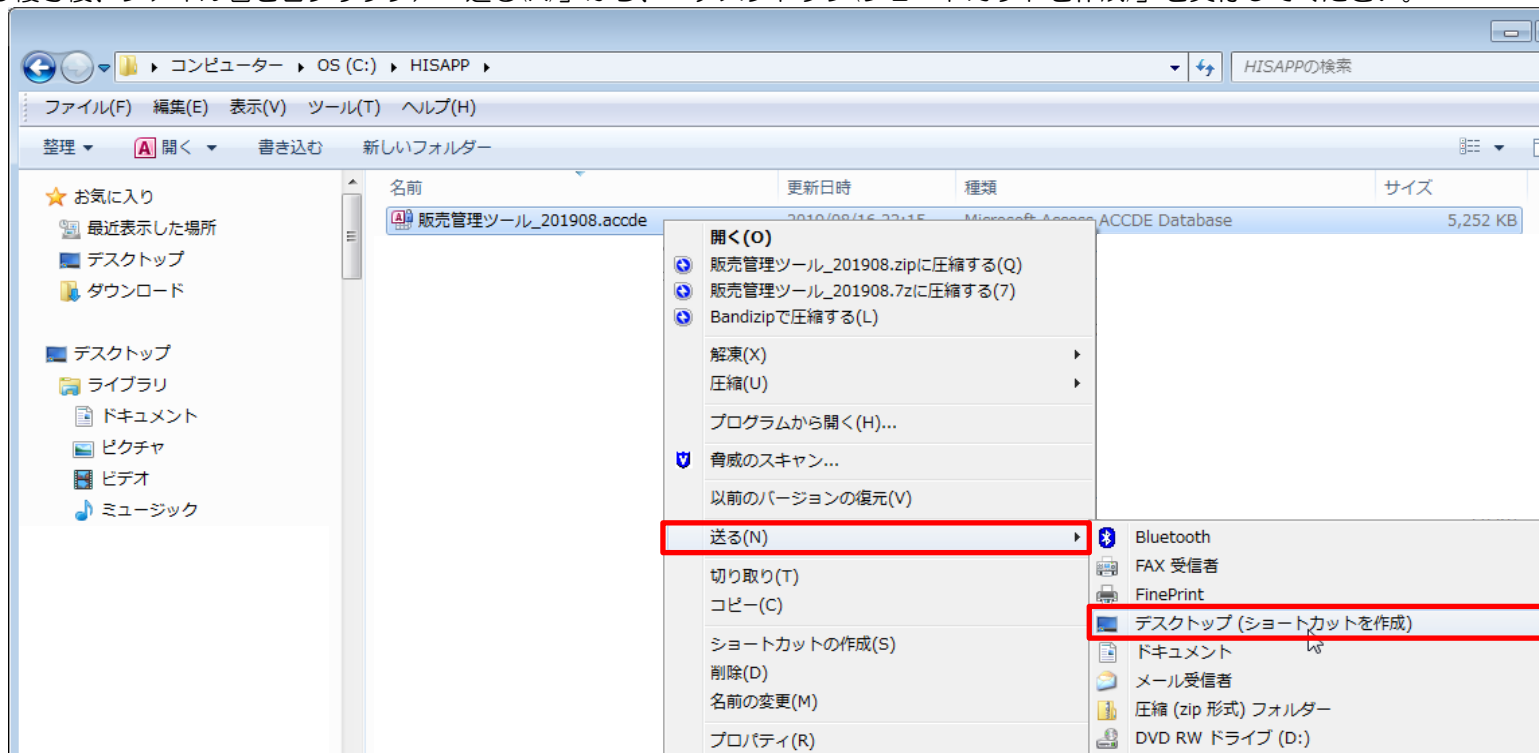 コンピューター ▸ OS (C:) ▸ HISAPP ▸
HISAPPの検索
ファイル(F) 編集(E) 表示(V) ツール(T) ヘルプ(H)
整理 開く 書き込む 新しいフォルダー
お気に入り
最近表示した場所
デスクトップ
ダウンロード
デスクトップ
ライブラリ
ドキュメント
ピクチャ
ビデオ
ミュージック
名前 更新日時 種類 サイズ
販売管理ツール_201908.accde 2019/08/16 22:15 Microsoft Access ACCDE Database 5,252 KB
開く(O)
販売管理ツール_201908.zipに圧縮する(Q)
販売管理ツール_201908.7zに圧縮する(7)
Bandizipで圧縮する(L)
解凍(X)
圧縮(U)
プログラムから開く(H)...
脅威のスキャン...
以前のバージョンの復元(V)
送る(N)
切り取り(T)
コピー(C)
ショートカットの作成(S)
削除(D)
名前の変更(M)
プロパティ(R)
Bluetooth
FAX 受信者
FinePrint
デスクトップ (ショートカットを作成)
ドキュメント
メール受信者
圧縮 (zip 形式) フォルダー
DVD RW ドライブ (D:)